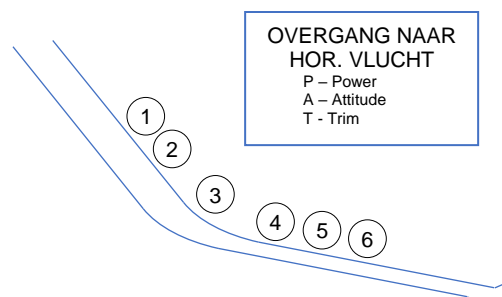 OVERGANG NAAR
HOR. VLUCHT
P – Power
A – Attitude
T - Trim
1
2
3
4
5
6